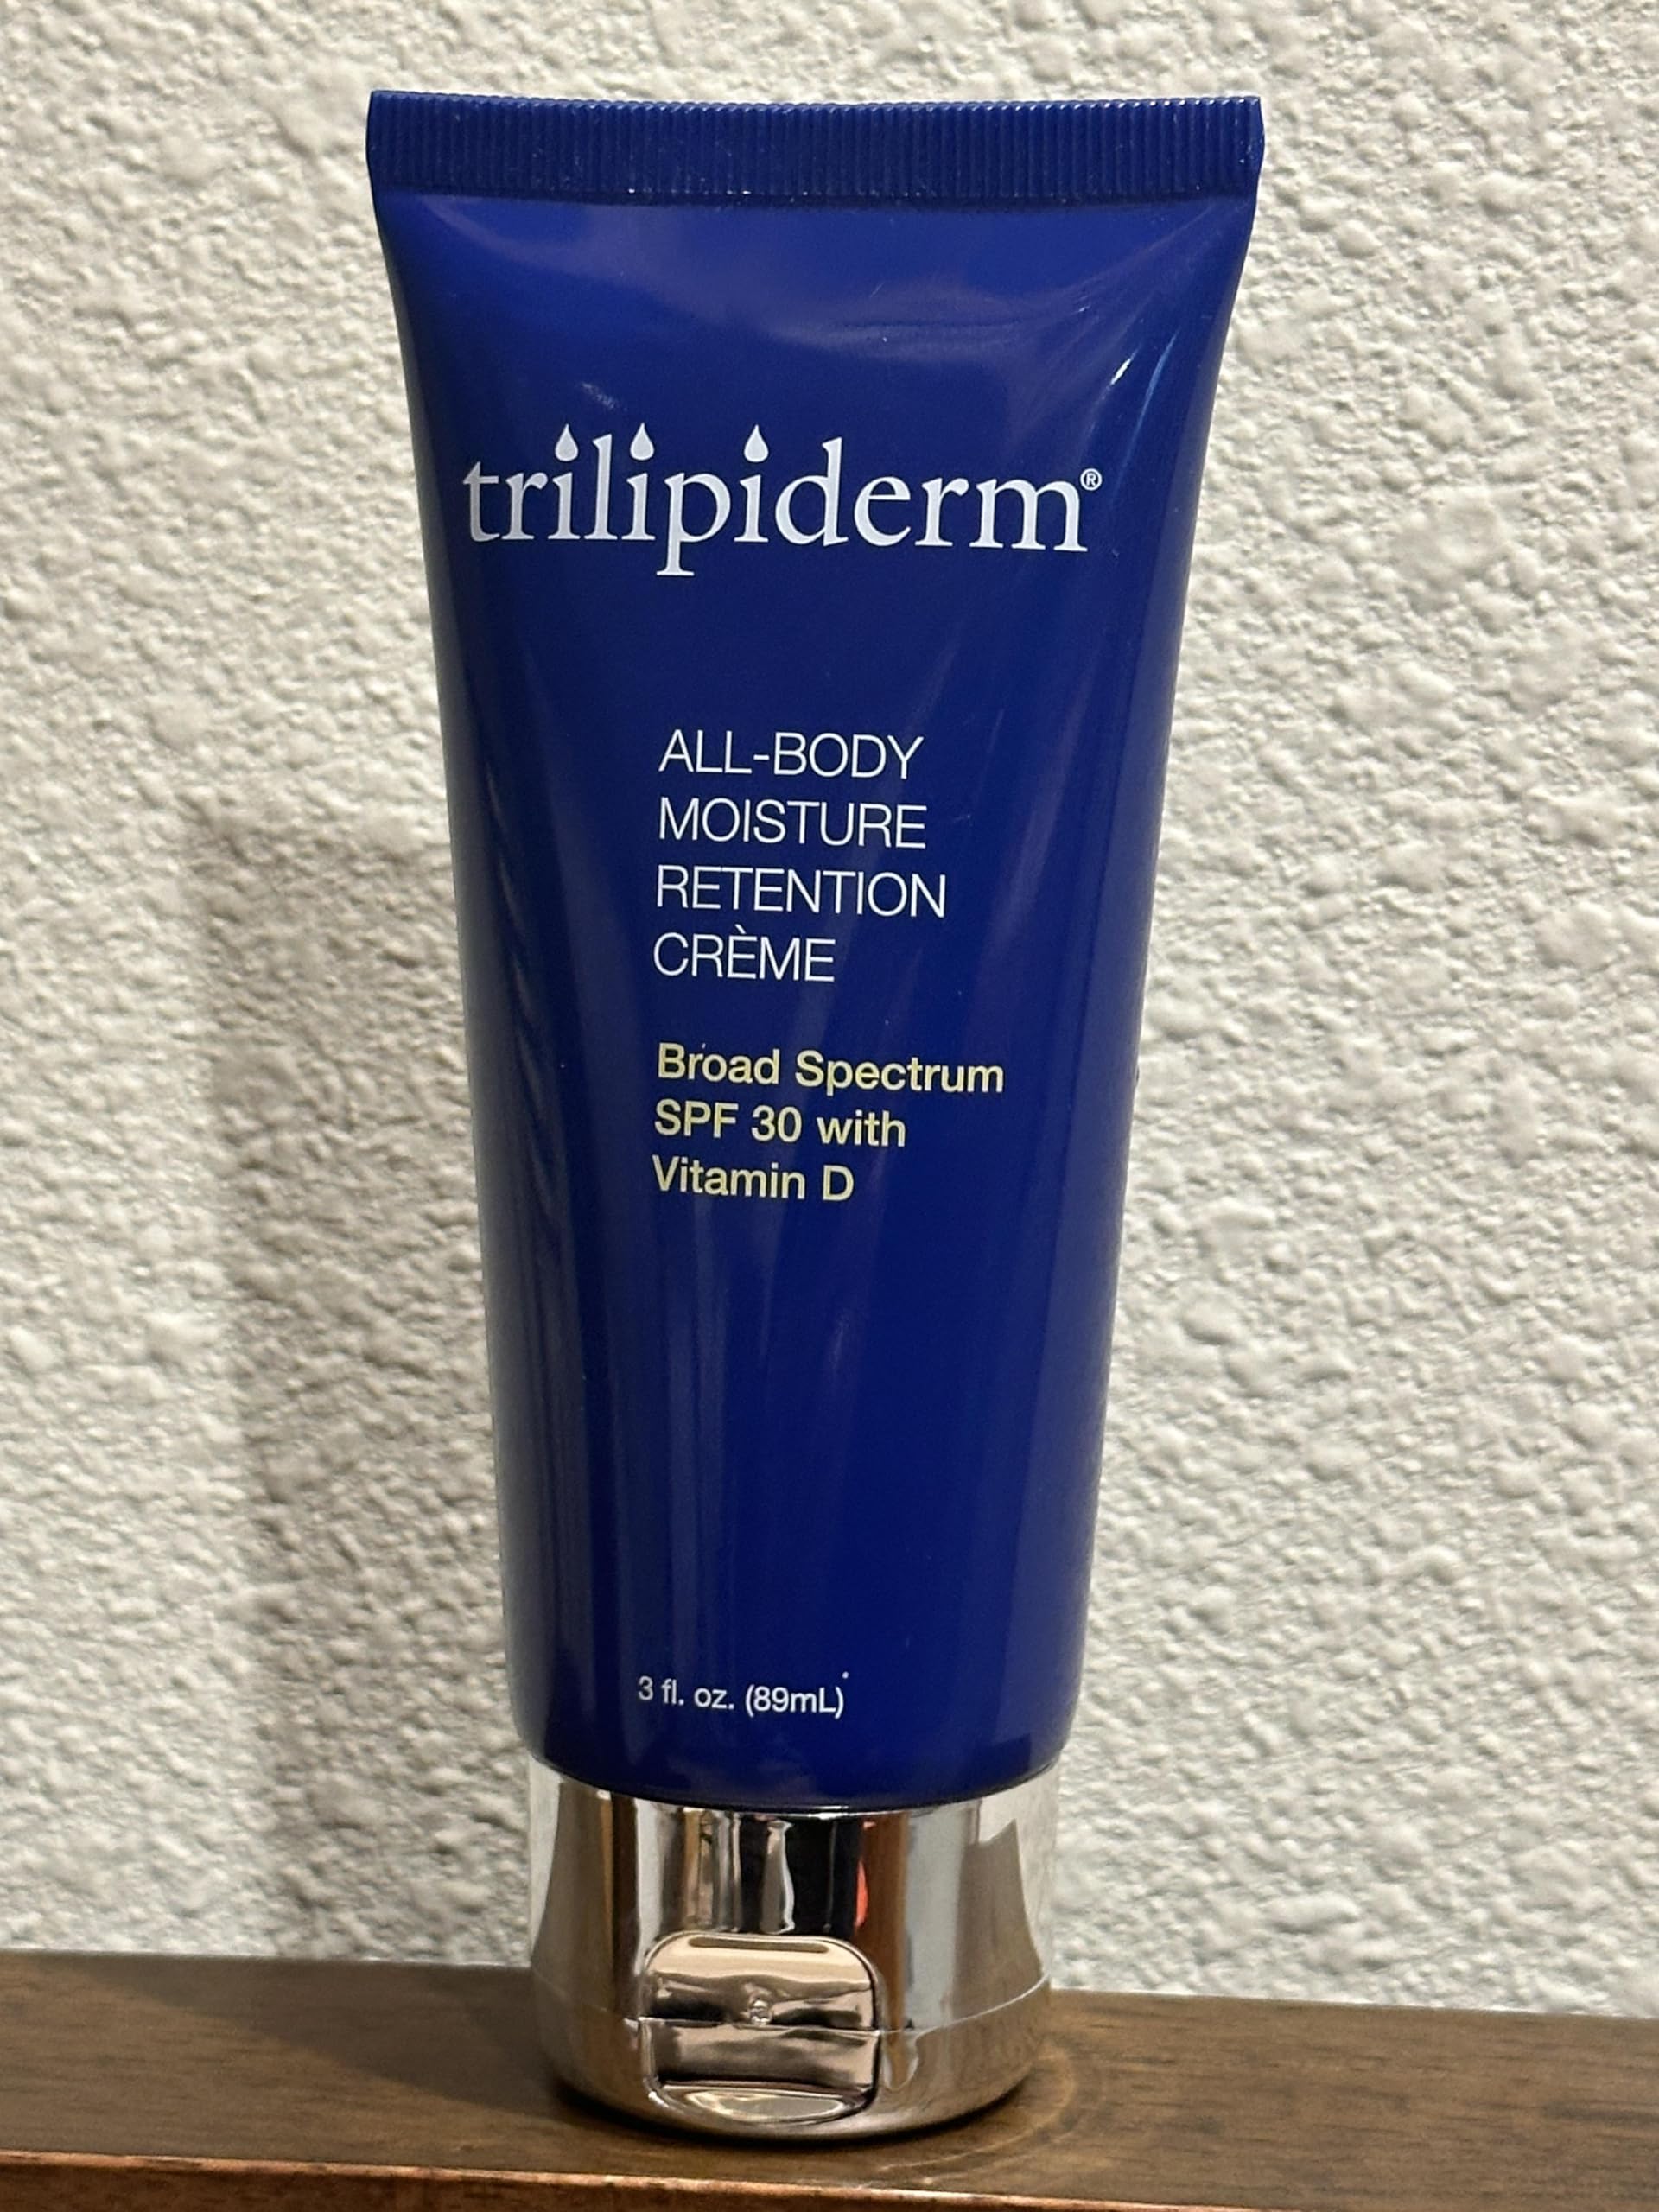 trilipiderm®
ALL-BODY
MOISTURE
RETENTION
CRÈME
Broad Spectrum
SPF 30 with
Vitamin D
3 fl. oz. (89mL)